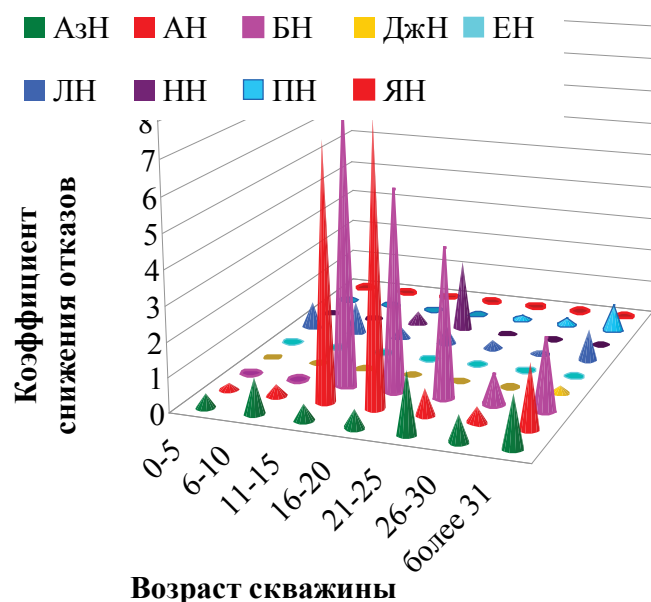 АзН АН БН ДжН ЕН
ЛН НН ПН ЯН
8
7
6
5
4
3
2
1
0
Коэффициент
снижения отказов
0-5
6-10
11-15
16-20
21-25
26-30
более 31
Возраст скважины